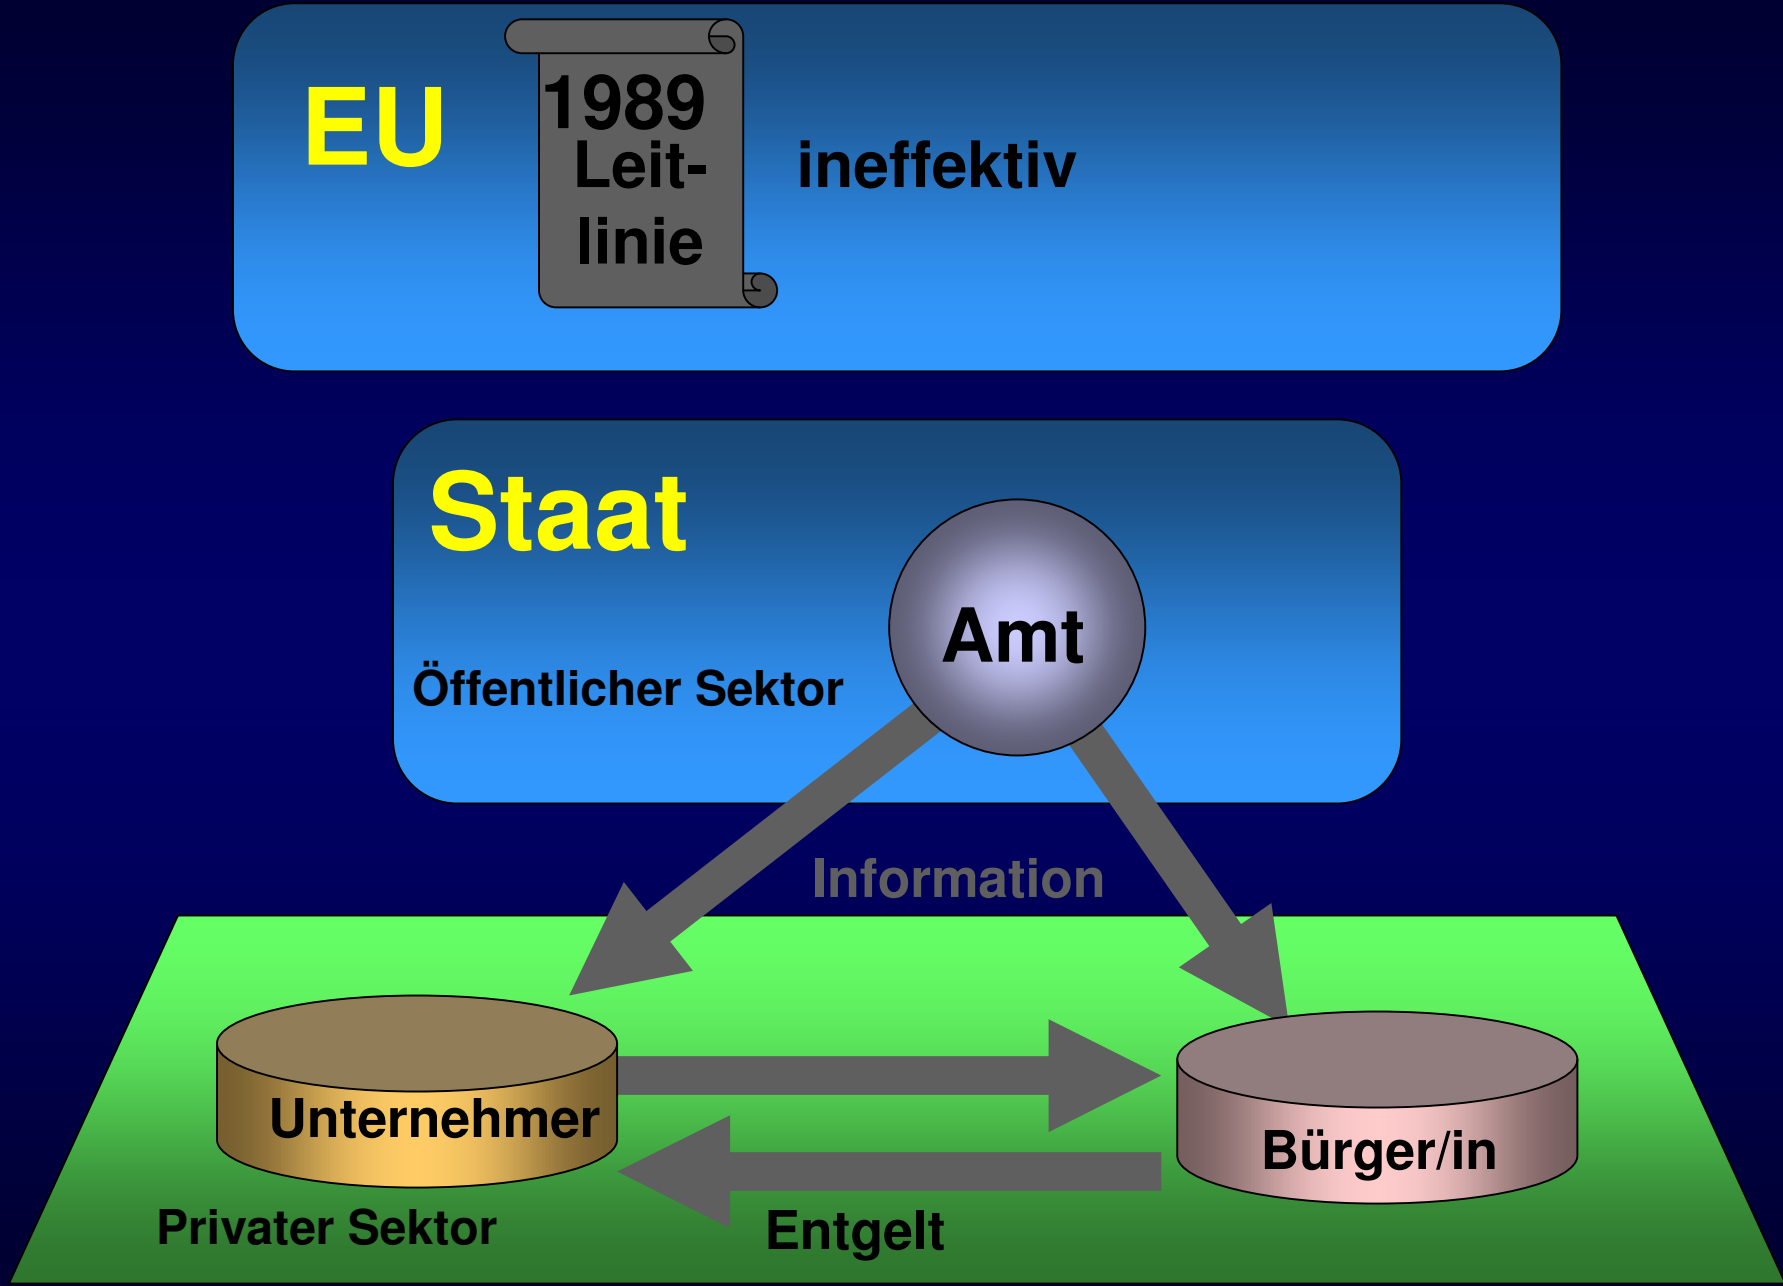 EU
1989
Leit-
linie
ineffektiv
Staat
Amt
Öffentlicher Sektor
Information
Unternehmer
Bürger/in
Privater Sektor
Entgelt